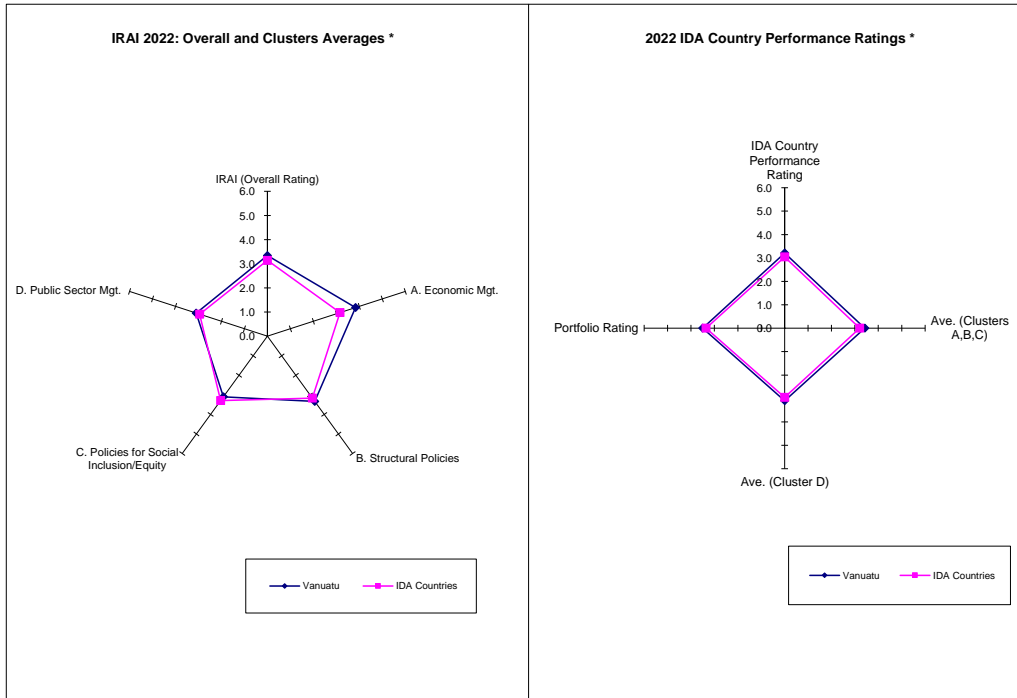 IRAI 2022: Overall and Clusters Averages *
IRAI (Overall Rating)
6.0
5.0
4.0
3.0
2.0
1.0
0.0
A. Economic Mgt.
B. Structural Policies
C. Policies for Social
Inclusion/Equity
D. Public Sector Mgt.
Vanuatu
IDA Countries
2022 IDA Country Performance Ratings *
IDA Country
Performance
Rating
6.0
5.0
4.0
3.0
2.0
1.0
0.0
Ave. (Clusters
A,B,C)
Ave. (Cluster D)
Portfolio Rating
Vanuatu
IDA Countries